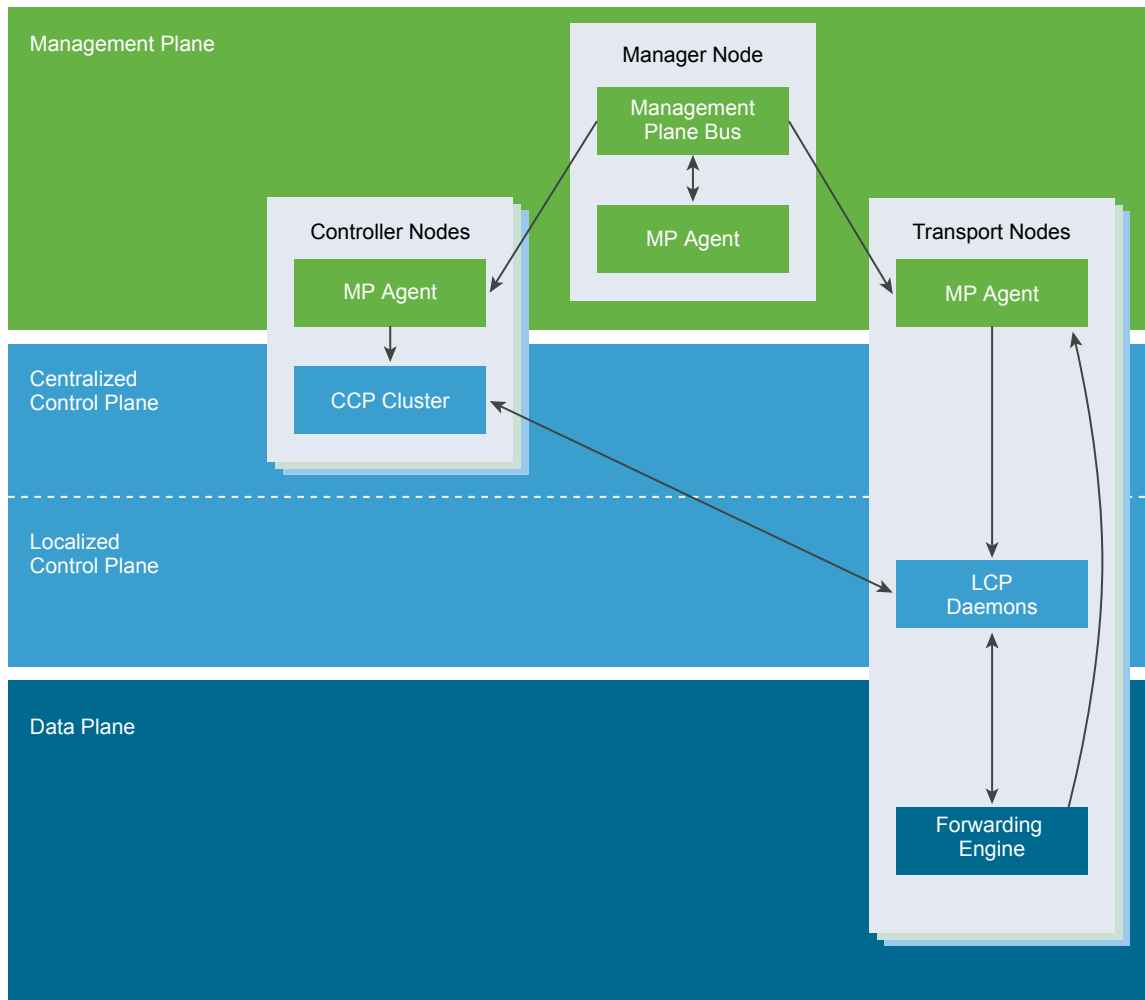 Management Plane
Manager Node
Management
Plane Bus
MP Agent
Controller Nodes
MP Agent
CCP Cluster
Transport Nodes
MP Agent
Centralized
Control Plane
Localized
Control Plane
LCP
Daemons
Data Plane
Forwarding
Engine